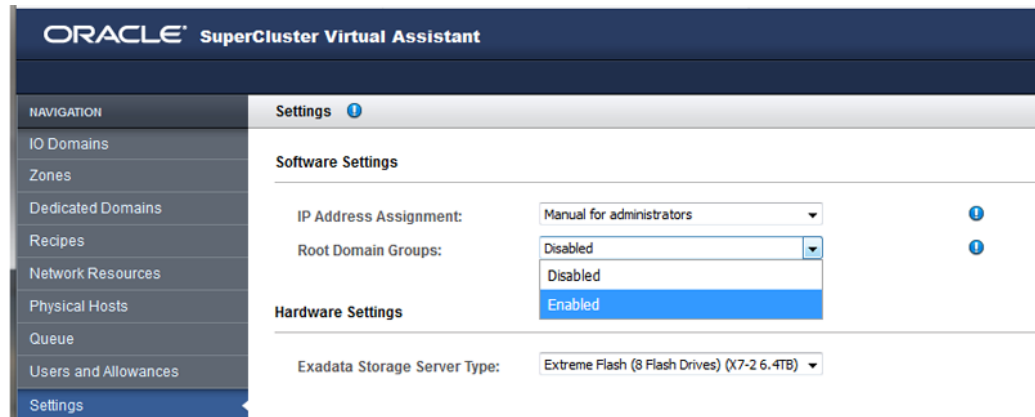 ORACLE® SuperCluster Virtual Assistant
NAVIGATION
IO Domains
Zones
Dedicated Domains
Recipes
Network Resources
Physical Hosts
Queue
Users and Allowances
Settings
Settings
Software Settings
IP Address Assignment: Manual for administrators
Root Domain Groups: Disabled
Disabled
Enabled
Hardware Settings
Exadata Storage Server Type: Extreme Flash (8 Flash Drives) (X7-2 6.4TB)